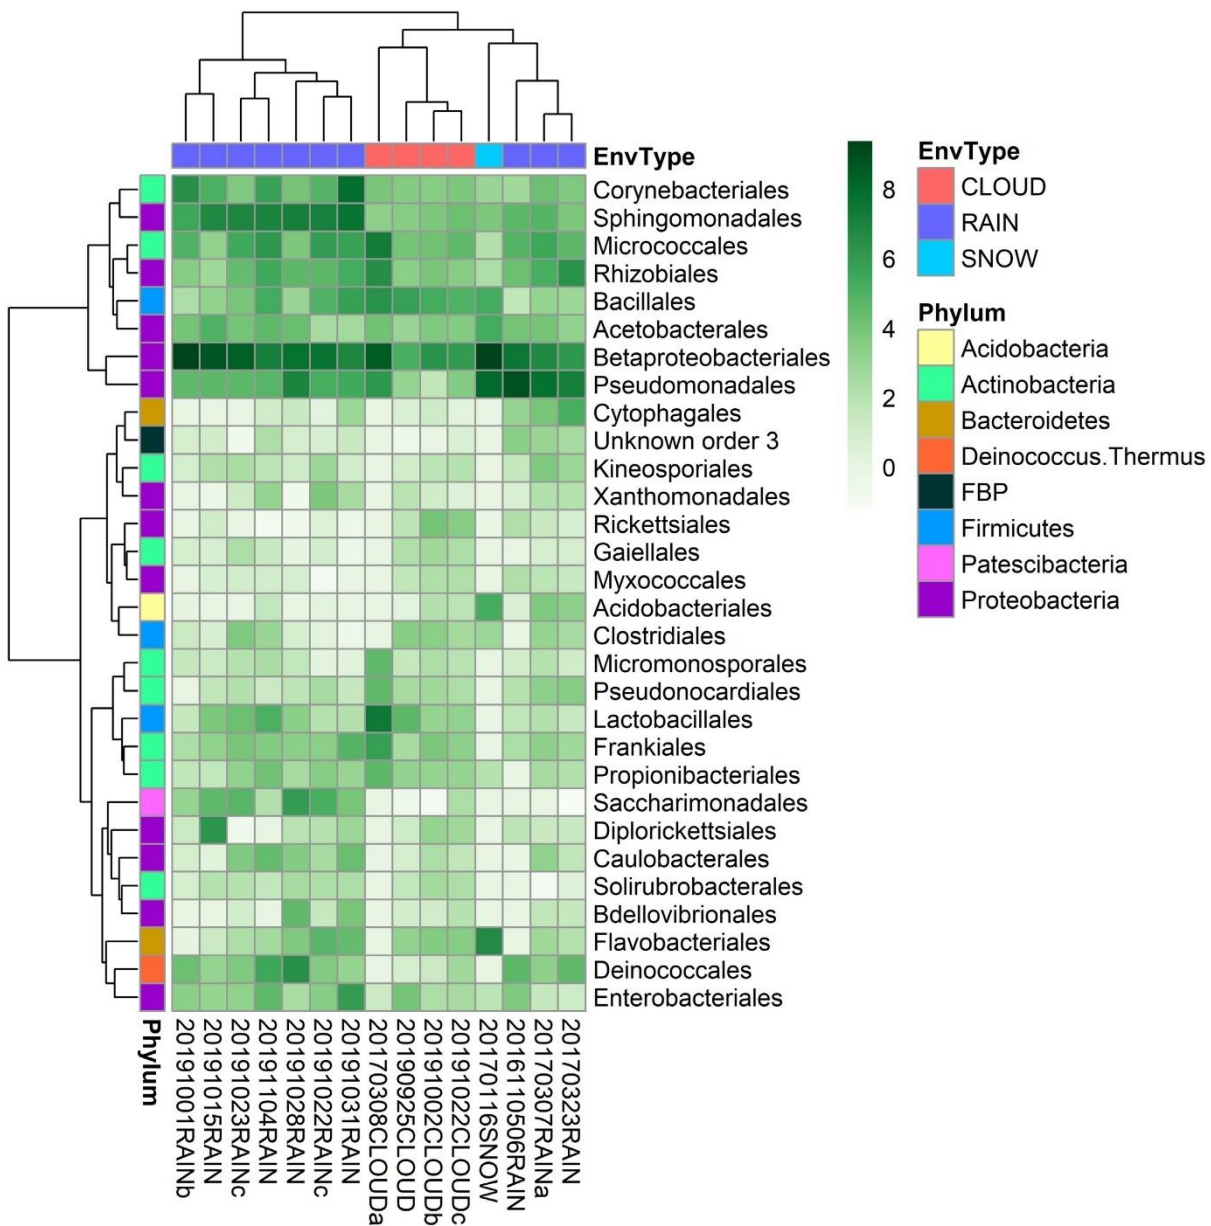 EnvType
Corynebacteriales
Sphingomonadales
Micrococcales
Rhizobiales
Bacillales
Acetobacterales
Betaproteobacteriales
Pseudomonadales
Cytophagales
Unknown order 3
Kineosporiales
Xanthomonadales
Rickettsiales
Gaiellales
Myxococcales
Acidobacteriales
Clostridiales
Micromonosporales
Pseudonocardiales
Lactobacillales
Frankiales
Propionibacteriales
Saccharimonadales
Diplorickettsiales
Caulobacterales
Solirubrobacterales
Bdellovibrionales
Flavobacteriales
Deinococcales
Enterobacteriales
8
6
4
2
0
EnvType
CLOUD
RAIN
SNOW
Phylum
Acidobacteria
Actinobacteria
Bacteroidetes
Deinococcus.Thermus
FBP
Firmicutes
Patescibacteria
Proteobacteria
Phylum
20191001RAINb
20191015RAIN
20191023RAINc
20191104RAIN
20191028RAIN
20191022RAINc
20191031RAIN
20170308CLOUDa
20190925CLOUD
20191002CLOUDb
20191022CLOUDc
20170116SNOW
2016110506RAIN
20170307RAINa
20170323RAIN